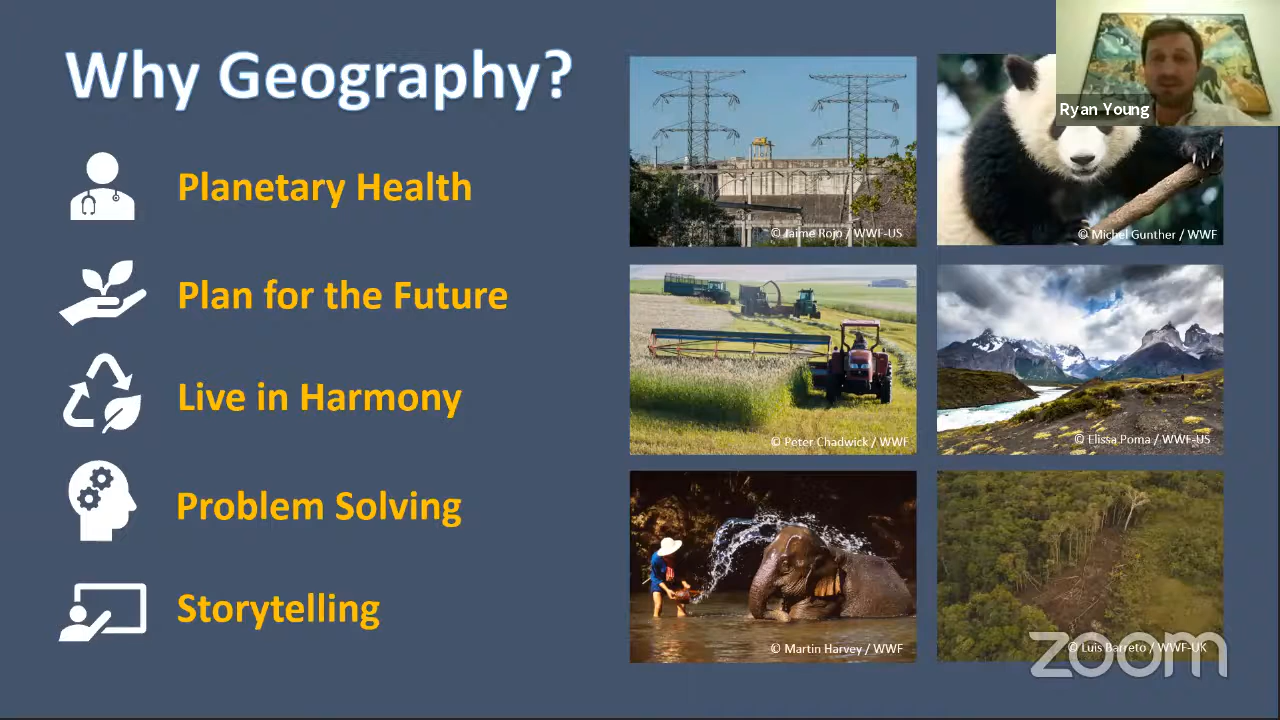 Why Geography?
Ryan Young
Planetary Health
Plan for the Future
Live in Harmony
Problem Solving
Storytelling
© Jaime Rojo / WWF-US
© Michel Gunther / WWF
© Peter Chadwick / WWF
© Elissa Poma / WWF-US
© Martin Harvey / WWF
© Luis Barreto / WWF-UK
zoom